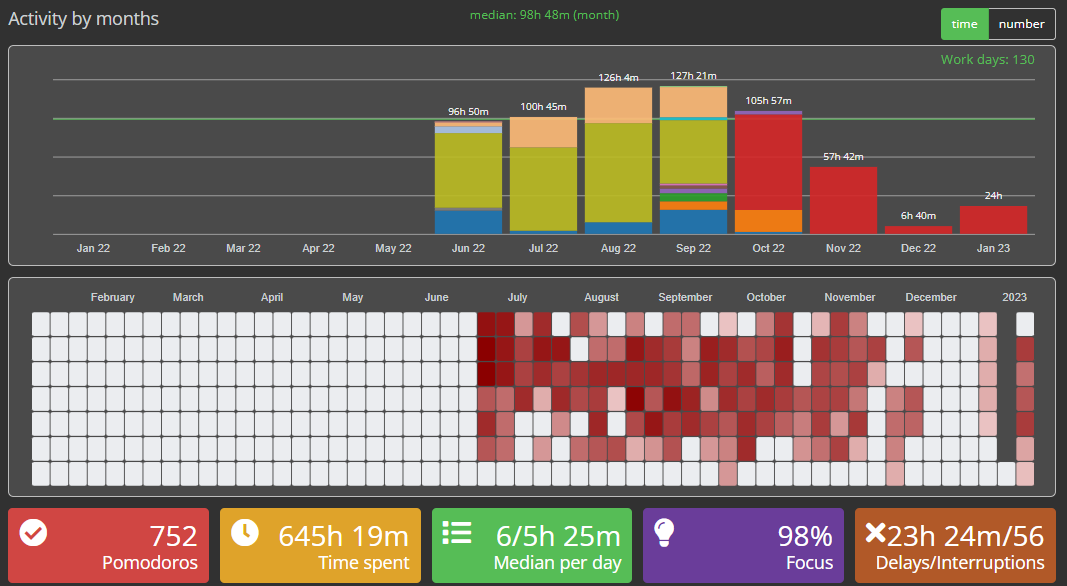 Activity by months
median: 98h 48m (month)
time number
Work days: 130
96h 50m
100h 45m
126h 4m
127h 21m
105h 57m
57h 42m
6h 40m
24h
Jan 22 Feb 22 Mar 22 Apr 22 May 22 Jun 22 Jul 22 Aug 22 Sep 22 Oct 22 Nov 22 Dec 22 Jan 23
February March April May June July August September October November December 2023
752
Pomodoros
645h 19m
Time spent
6/5h 25m
Median per day
98%
Focus
23h 24m/56
Delays/Interruptions